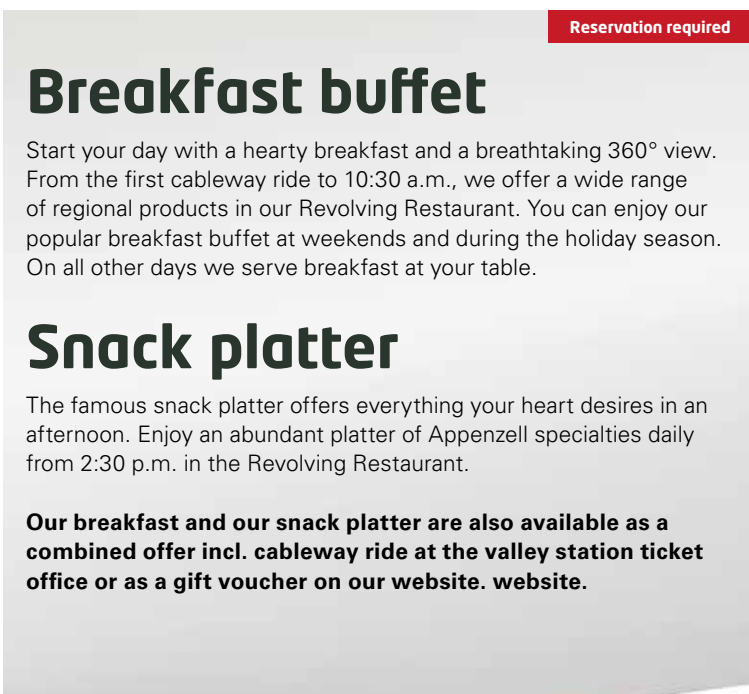 Reservation required
Breakfast buffet
Start your day with a hearty breakfast and a breathtaking 360° view.
From the first cableway ride to 10:30 a.m., we offer a wide range
of regional products in our Revolving Restaurant. You can enjoy our
popular breakfast buffet at weekends and during the holiday season.
On all other days we serve breakfast at your table.
Snack platter
The famous snack platter offers everything your heart desires in an
afternoon. Enjoy an abundant platter of Appenzell specialties daily
from 2:30 p.m. in the Revolving Restaurant.
Our breakfast and our snack platter are also available as a
combined offer incl. cableway ride at the valley station ticket
office or as a gift voucher on our website. website.